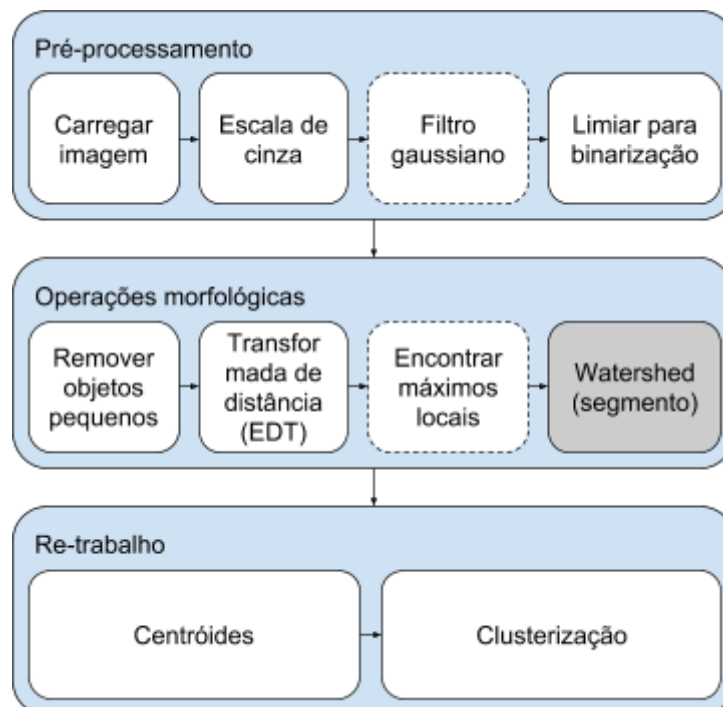 Pré-processamento
Carregar
imagem
Escala de
cinza
Filtro
gaussiano
Limiar para
binarização
Operações morfológicas
Remover
objetos
pequenos
Transfor
mada de
distância
(EDT)
Encontrar
máximos
locais
Watershed
(segmento)
Re-trabalho
Centróides
Clusterização